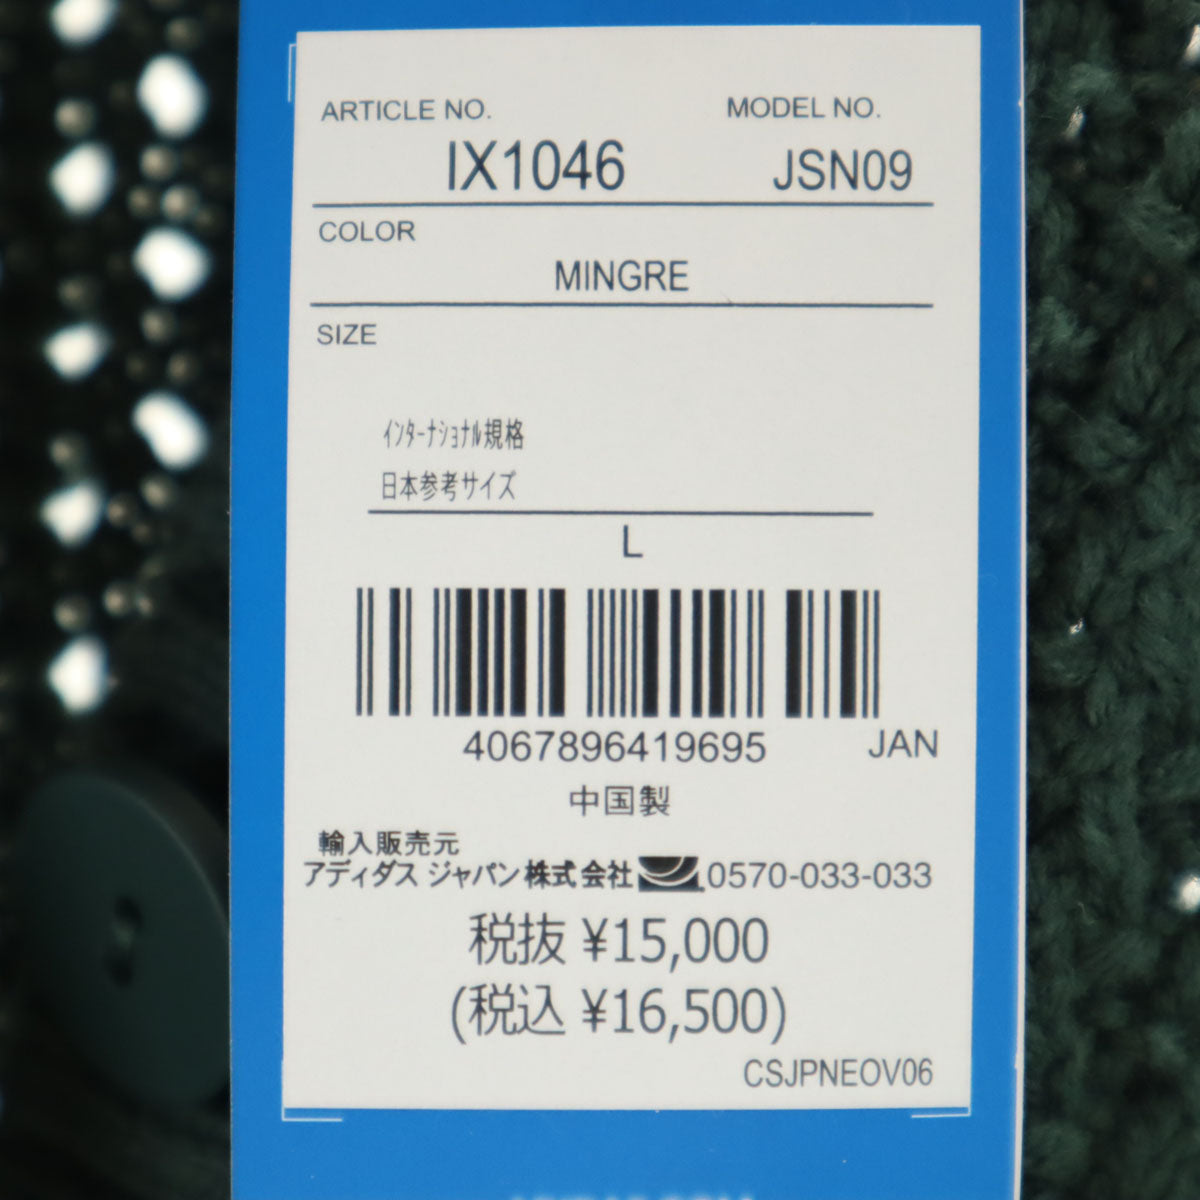 ARTICLE NO. MODEL NO.
IX1046 JSN09
COLOR
MINGRE
SIZE
インターナショナル規格
日本参考サイズ
L
4067896419695 JAN
中国製
輸入販売元
アディダス ジャパン株式会社 0570-033-033
税抜 ¥15,000
(税込 ¥16,500)
CSJPNEOV06